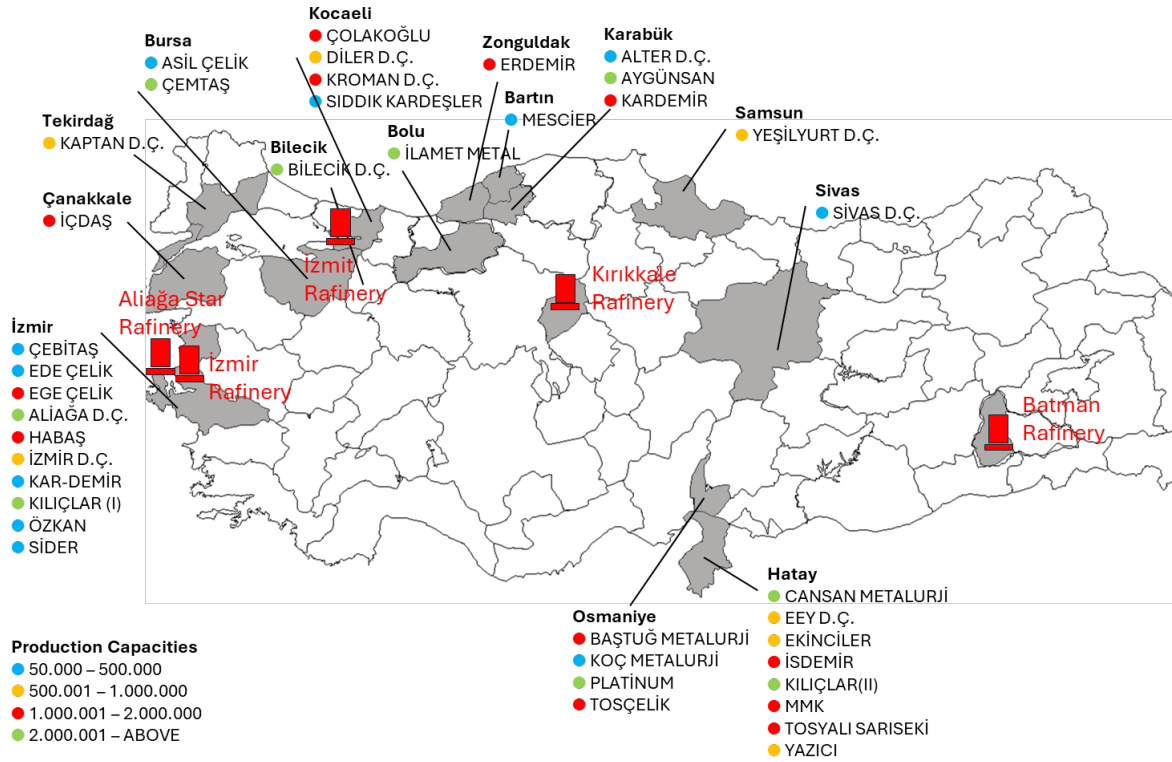 Kocaeli
ÇOLAKOĞLU
DİLER D.Ç.
KROMAN D.Ç.
SIDDIK KARDEŞLER
Bursa
ASİL ÇELİK
ÇEMTAŞ
Zonguldak
ERDEMİR
Karabük
ALTER D.Ç.
AYGÜNSAN
KARDEMİR
Bartın
MESCİER
Samsun
YEŞİLYURT D.Ç.
Tekirdağ
KAPTAN D.Ç.
Bolu
İLAMET METAL
Bilecik
BİLECİK D.Ç.
Çanakkale
İÇDAŞ
Sivas
SİVAS D.Ç.
İzmit
Rafinery
Kırıkkale
Rafinery
Aliağa Star
Rafinery
İzmir
Rafinery
Batman
Rafinery
İzmir
ÇEBİTAŞ
EDE ÇELİK
EGE ÇELİK
ALİAĞA D.Ç.
HABAŞ
İZMİR D.Ç.
KAR-DEMİR
KILIÇLAR (I)
ÖZKAN
SİDER
Osmaniye
BAŞTUĞ METALURJİ
KOÇ METALURJİ
PLATİNUM
TOSÇELİK
Hatay
CANSAN METALURJİ
EEY D.Ç.
EKİNCİLER
İSDEMİR
KILIÇLAR(II)
MMK
TOSYALI SARISEKİ
YAZICI
Production Capacities
50.000 – 500.000
500.001 – 1.000.000
1.000.001 – 2.000.000
2.000.001 – ABOVE